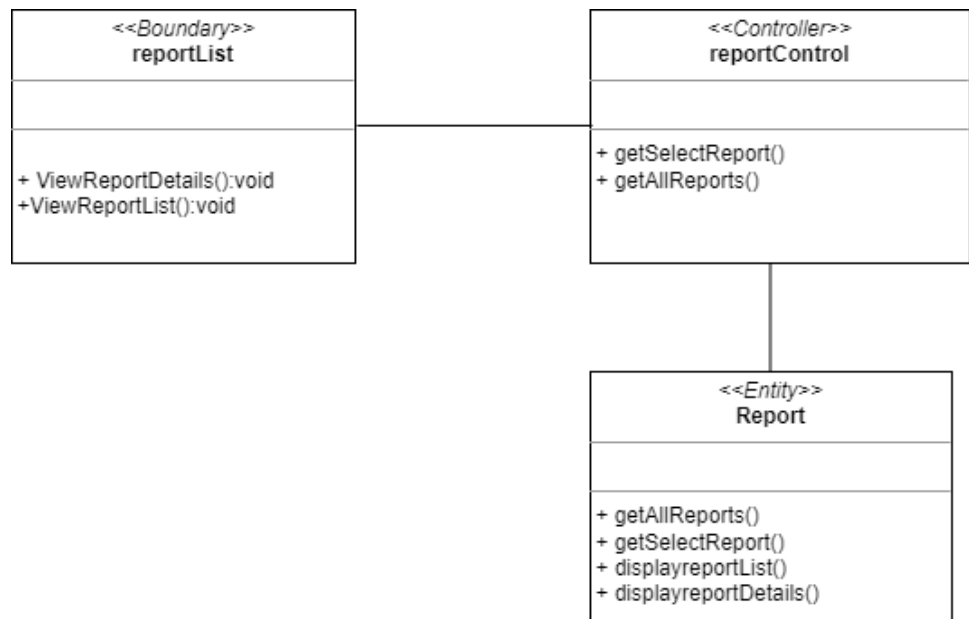 <<Boundary>>
reportList
+ ViewReportDetails():void
+ViewReportList():void
<<Controller>>
reportControl
+ getSelectReport()
+ getAllReports()
<<Entity>>
Report
+ getAllReports()
+ getSelectReport()
+ displayreportList()
+ displayreportDetails()